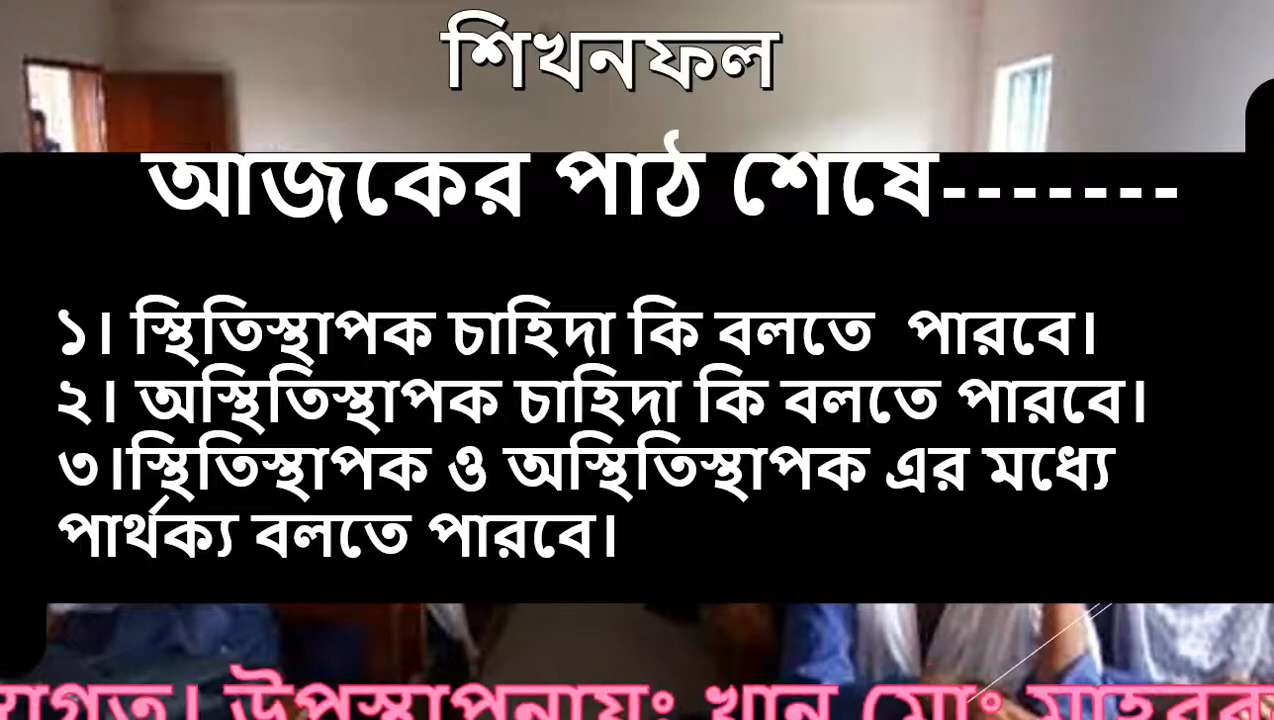 শিখনফল
আজকের পাঠ শেষে-------
১। স্থিতিস্থাপক চাহিদা কি বলতে পারবে।
২। অস্থিতিস্থাপক চাহিদা কি বলতে পারবে।
৩।স্থিতিস্থাপক ও অস্থিতিস্থাপক এর মধ্যে
পার্থক্য বলতে পারবে।
উপস্থাপনায়ঃ খান মোঃ